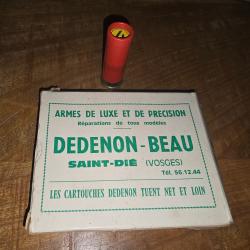 ARMES DE LUXE ET DE PRECISION
Réparations de tous modèles
DEDENON - BEAU
SAINT-DIÉ (VOSGES)
Tél. 56.12.44
LES CARTOUCHES DEDENON TUENT NET ET LOIN